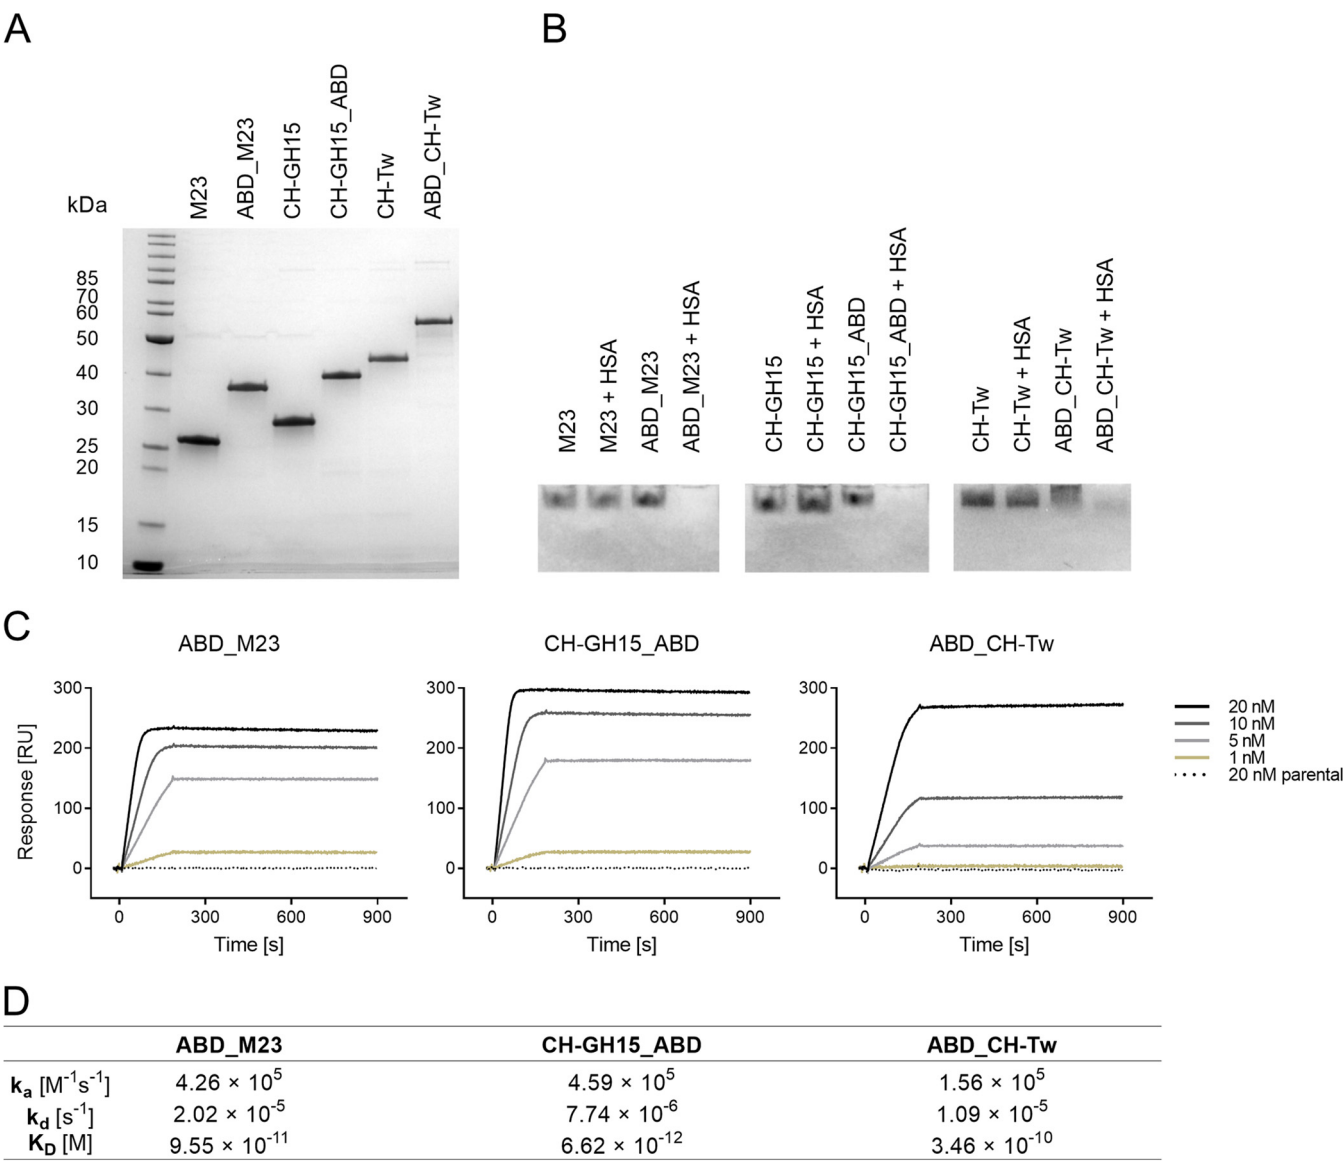 A
B
M23
ABD_M23
CH-GH15
CH-GH15_ABD
CH-Tw
ABD_CH-Tw
kDa
85
70
60
50
40
30
25
20
15
10
M23
M23 + HSA
ABD_M23
ABD_M23 + HSA
CH-GH15
CH-GH15 + HSA
CH-GH15_ABD
CH-GH15_ABD + HSA
CH-Tw
CH-Tw + HSA
ABD_CH-Tw
ABD_CH-Tw + HSA
C
ABD_M23
Response [RU]
300
200
100
0
0 300 600 900
Time [s]
CH-GH15_ABD
300
200
100
0
0 300 600 900
Time [s]
ABD_CH-Tw
300
200
100
0
0 300 600 900
Time [s]
20 nM
10 nM
5 nM
1 nM
20 nM parental
D
ABD_M23 CH-GH15_ABD ABD_CH-Tw
kₐ [M⁻¹s⁻¹] 4.26 × 10⁵ 4.59 × 10⁵ 1.56 × 10⁵
k_d [s⁻¹] 2.02 × 10⁻⁵ 7.74 × 10⁻⁶ 1.09 × 10⁻⁵
K_D [M] 9.55 × 10⁻¹¹ 6.62 × 10⁻¹² 3.46 × 10⁻¹⁰